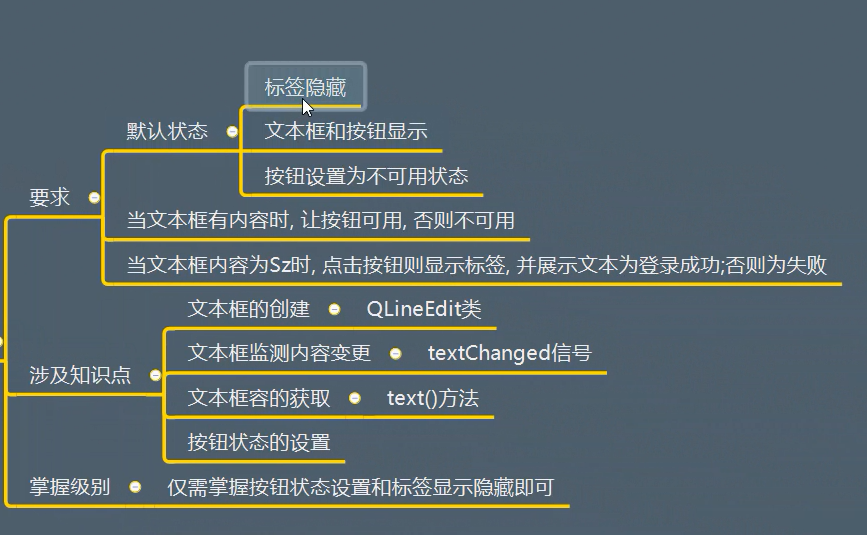 标签隐藏
默认状态
文本框和按钮显示
按钮设置为不可用状态
要求
当文本框有内容时, 让按钮可用, 否则不可用
当文本框内容为Sz时, 点击按钮则显示标签, 并展示文本为登录成功;否则为失败
文本框的创建
QLineEdit类
文本框监测内容变更
textChanged信号
涉及知识点
文本框容的获取
text()方法
按钮状态的设置
掌握级别
仅需掌握按钮状态设置和标签显示隐藏即可